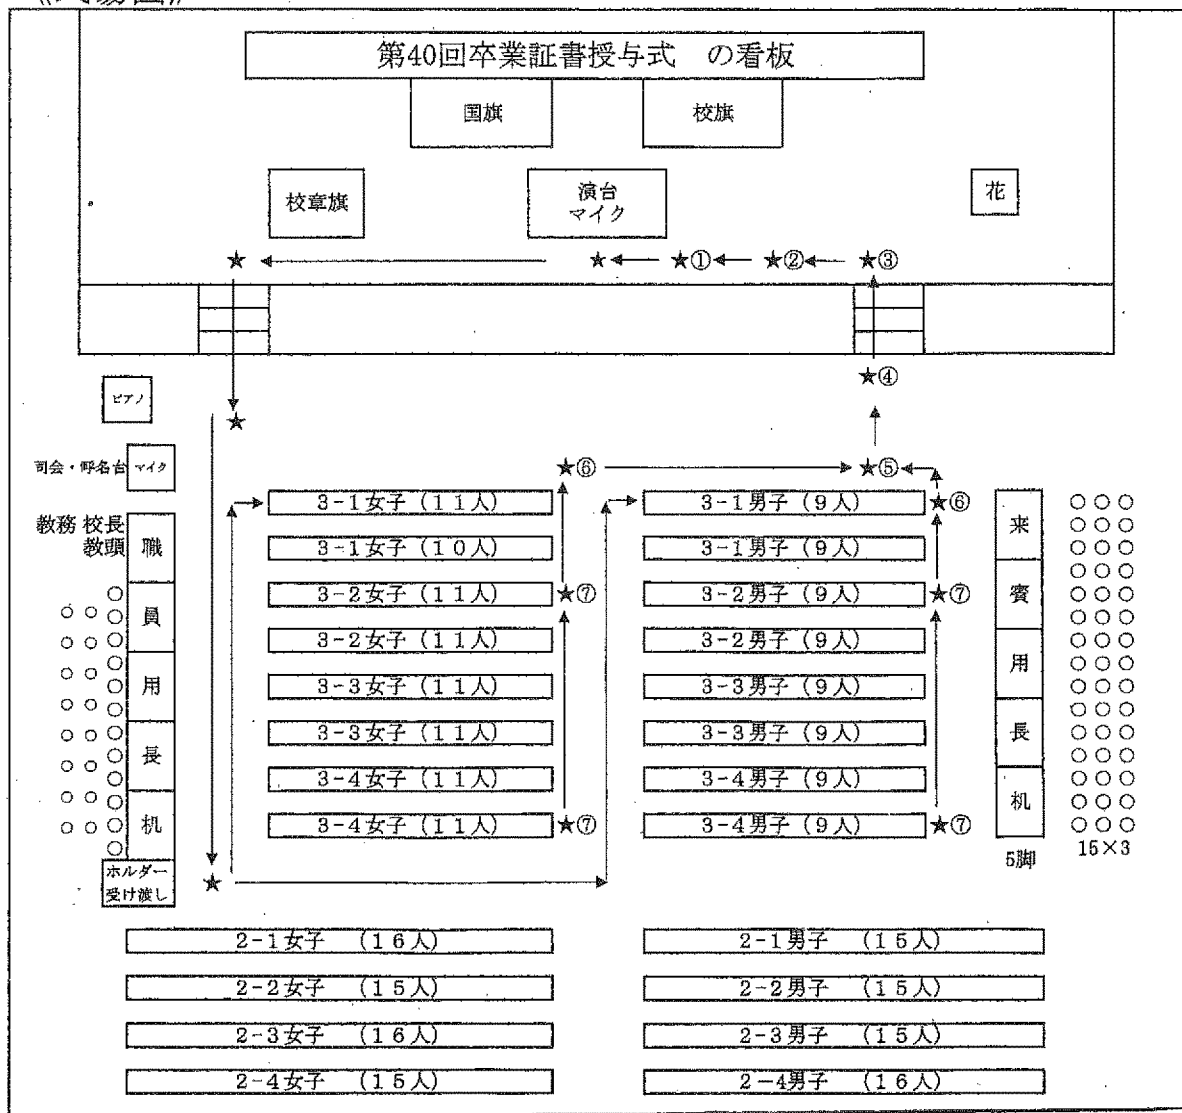 第40回卒業証書授与式 の看板
国旗
校旗
校章旗
演台
マイク
花
★
★
★①
★②
★③
★④
ピアノ
★
司会・呼名台
マイク
★⑥
★⑤
3-1女子(11人)
3-1男子(9人)
★⑥
教務 校長
教頭
職員用長机
来賓用長机
3-1女子(10人)
3-1男子(9人)
3-2女子(11人)
★⑦
3-2男子(9人)
★⑦
3-2女子(11人)
3-2男子(9人)
3-3女子(11人)
3-3男子(9人)
3-3女子(11人)
3-3男子(9人)
3-4女子(11人)
3-4男子(9人)
3-4女子(11人)
★⑦
3-4男子(9人)
★⑦
5脚
15×3
ホルダー
受け渡し
★
2-1女子 (16人)
2-1男子 (15人)
2-2女子 (15人)
2-2男子 (15人)
2-3女子 (16人)
2-3男子 (15人)
2-4女子 (15人)
2-4男子 (16人)